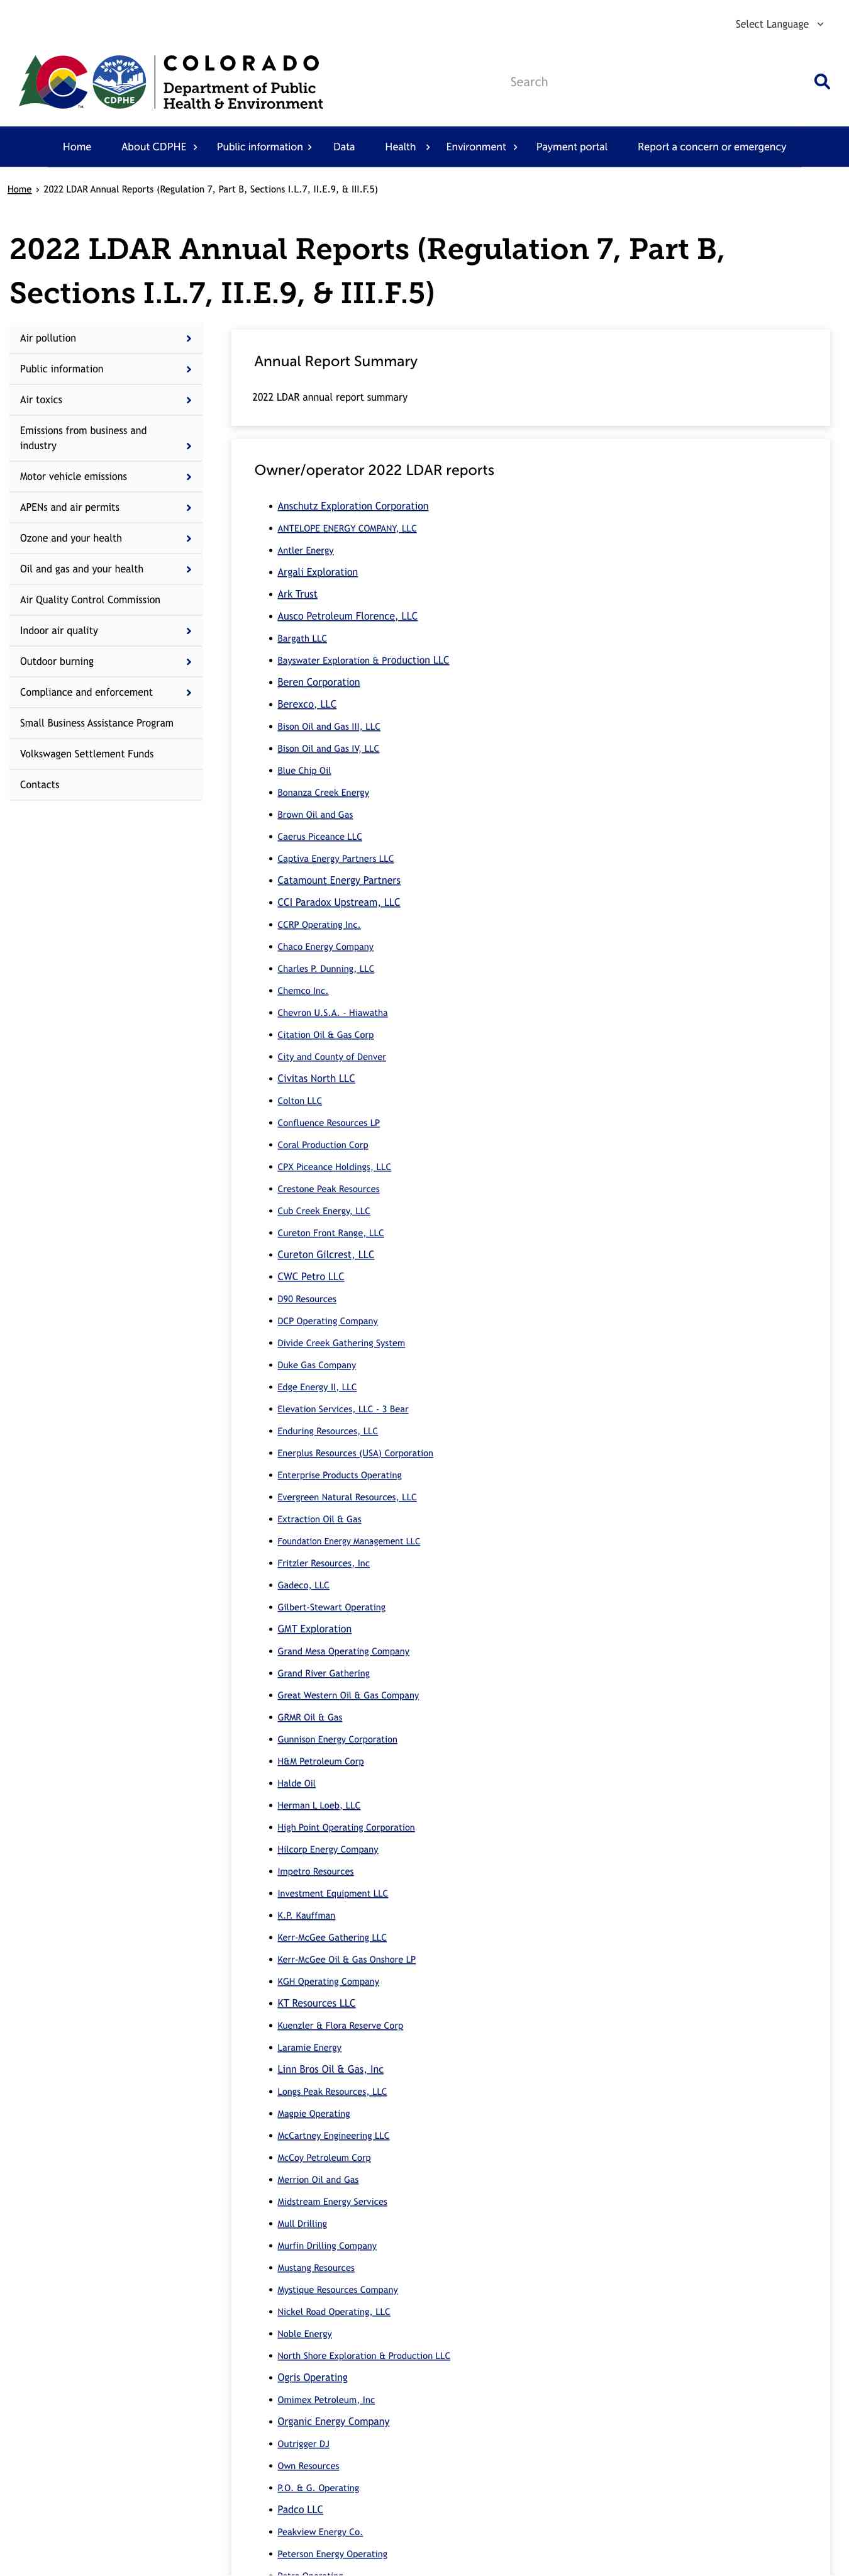 Select Language
COLORADO
Department of Public
Health & Environment
CDPHE
TM
Search
Home
About CDPHE
Public information
Data
Health
Environment
Payment portal
Report a concern or emergency
Home › 2022 LDAR Annual Reports (Regulation 7, Part B, Sections I.L.7, II.E.9, & III.F.5)
2022 LDAR Annual Reports (Regulation 7, Part B,
Sections I.L.7, II.E.9, & III.F.5)
Air pollution
Public information
Air toxics
Emissions from business and
industry
Motor vehicle emissions
APENs and air permits
Ozone and your health
Oil and gas and your health
Air Quality Control Commission
Indoor air quality
Outdoor burning
Compliance and enforcement
Small Business Assistance Program
Volkswagen Settlement Funds
Contacts
Annual Report Summary
2022 LDAR annual report summary
Owner/operator 2022 LDAR reports
Anschutz Exploration Corporation
ANTELOPE ENERGY COMPANY, LLC
Antler Energy
Argali Exploration
Ark Trust
Ausco Petroleum Florence, LLC
Bargath LLC
Bayswater Exploration & Production LLC
Beren Corporation
Berexco, LLC
Bison Oil and Gas III, LLC
Bison Oil and Gas IV, LLC
Blue Chip Oil
Bonanza Creek Energy
Brown Oil and Gas
Caerus Piceance LLC
Captiva Energy Partners LLC
Catamount Energy Partners
CCI Paradox Upstream, LLC
CCRP Operating Inc.
Chaco Energy Company
Charles P. Dunning, LLC
Chemco Inc.
Chevron U.S.A. - Hiawatha
Citation Oil & Gas Corp
City and County of Denver
Civitas North LLC
Colton LLC
Confluence Resources LP
Coral Production Corp
CPX Piceance Holdings, LLC
Crestone Peak Resources
Cub Creek Energy, LLC
Cureton Front Range, LLC
Cureton Gilcrest, LLC
CWC Petro LLC
D90 Resources
DCP Operating Company
Divide Creek Gathering System
Duke Gas Company
Edge Energy II, LLC
Elevation Services, LLC - 3 Bear
Enduring Resources, LLC
Enerplus Resources (USA) Corporation
Enterprise Products Operating
Evergreen Natural Resources, LLC
Extraction Oil & Gas
Foundation Energy Management LLC
Fritzler Resources, Inc
Gadeco, LLC
Gilbert-Stewart Operating
GMT Exploration
Grand Mesa Operating Company
Grand River Gathering
Great Western Oil & Gas Company
GRMR Oil & Gas
Gunnison Energy Corporation
H&M Petroleum Corp
Halde Oil
Herman L Loeb, LLC
High Point Operating Corporation
Hilcorp Energy Company
Impetro Resources
Investment Equipment LLC
K.P. Kauffman
Kerr-McGee Gathering LLC
Kerr-McGee Oil & Gas Onshore LP
KGH Operating Company
KT Resources LLC
Kuenzler & Flora Reserve Corp
Laramie Energy
Linn Bros Oil & Gas, Inc
Longs Peak Resources, LLC
Magpie Operating
McCartney Engineering LLC
McCoy Petroleum Corp
Merrion Oil and Gas
Midstream Energy Services
Mull Drilling
Murfin Drilling Company
Mustang Resources
Mystique Resources Company
Nickel Road Operating, LLC
Noble Energy
North Shore Exploration & Production LLC
Ogris Operating
Omimex Petroleum, Inc
Organic Energy Company
Outrigger DJ
Own Resources
P.O. & G. Operating
Padco LLC
Peakview Energy Co.
Peterson Energy Operating